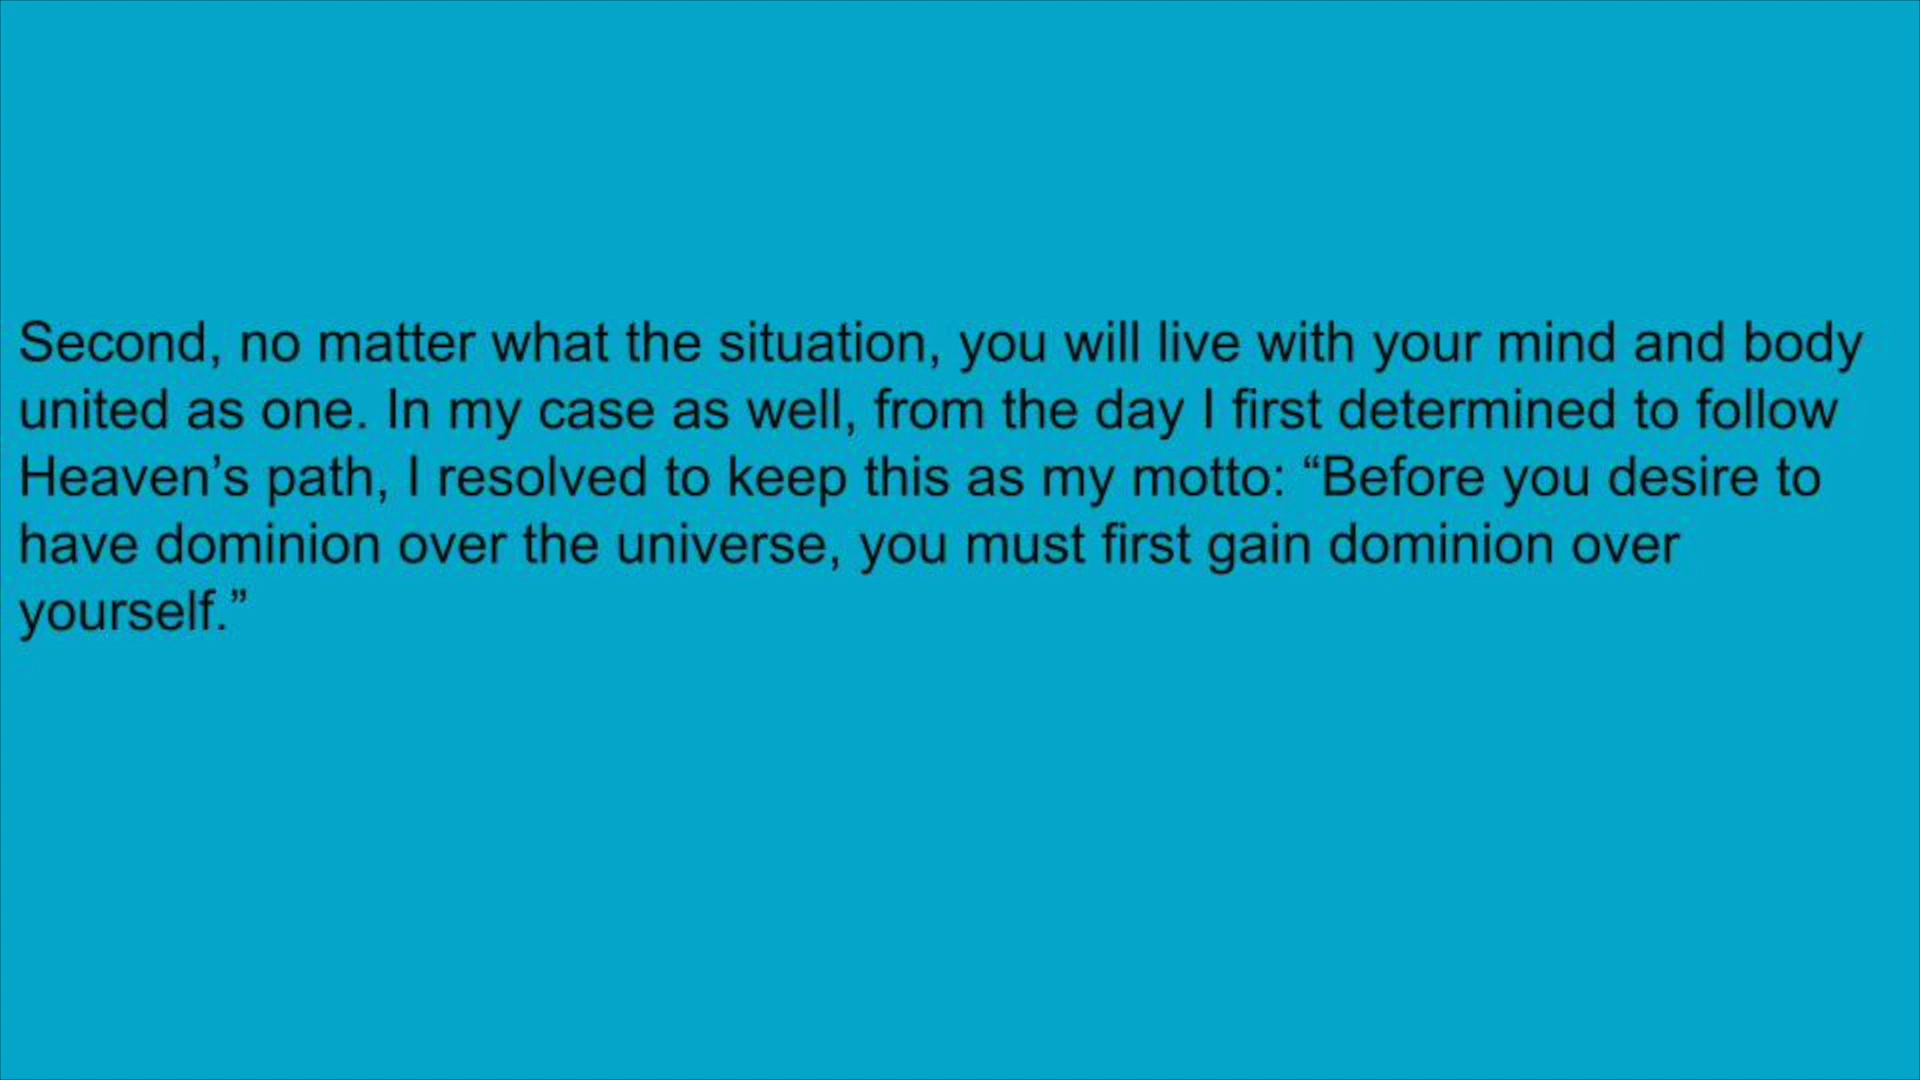 Second, no matter what the situation, you will live with your mind and body
united as one. In my case as well, from the day I first determined to follow
Heaven’s path, I resolved to keep this as my motto: “Before you desire to
have dominion over the universe, you must first gain dominion over
yourself.”